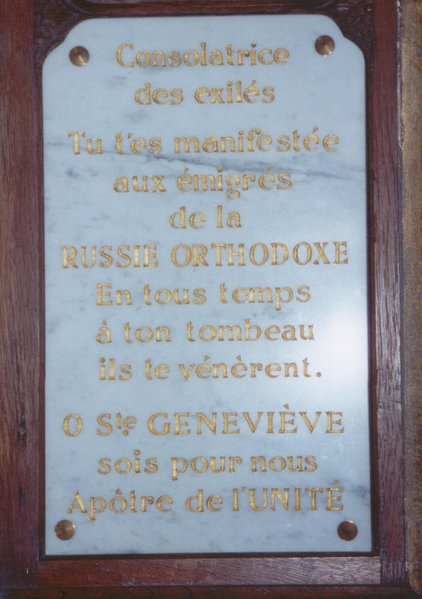 Consolatrice
des exilés
Tu t'es manifestée
aux émigrés
de la
RUSSIE ORTHODOXE
En tous temps
à ton tombeau
ils te vénèrent.
O Ste GENEVIÈVE
sois pour nous
Apôtre de l'UNITÉ